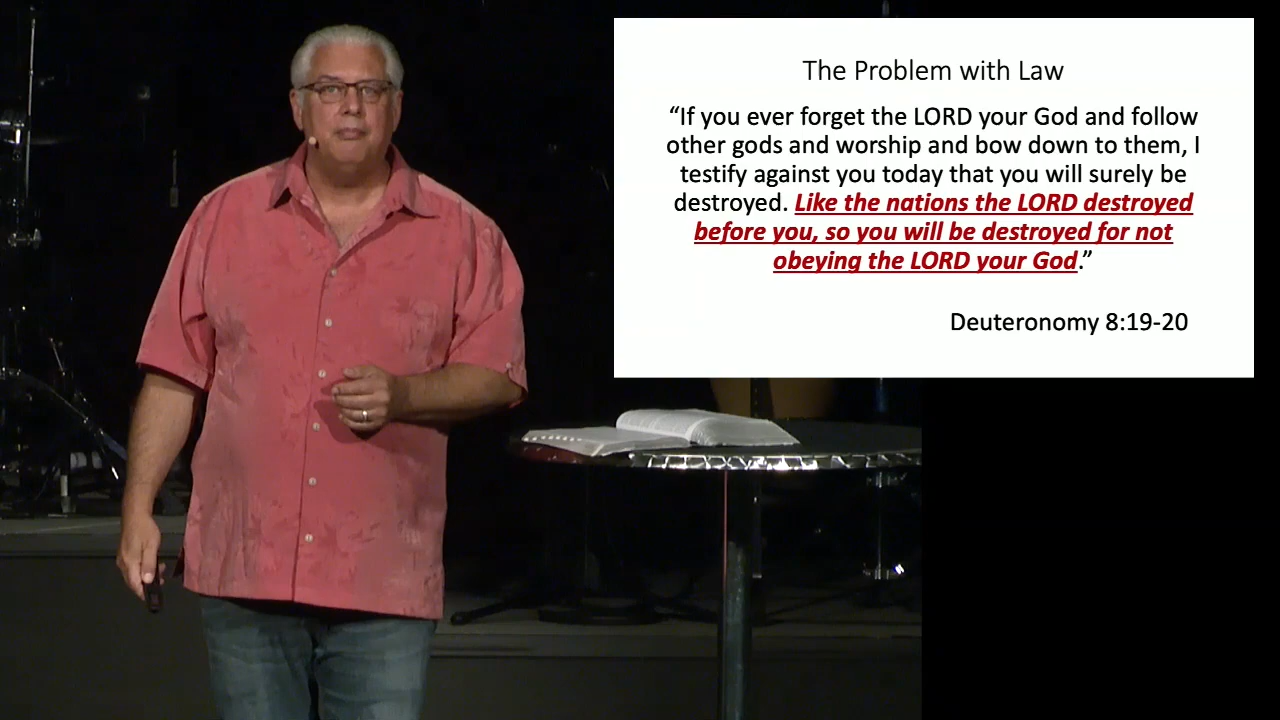 The Problem with Law
“If you ever forget the LORD your God and follow
other gods and worship and bow down to them, I
testify against you today that you will surely be
destroyed. Like the nations the LORD destroyed
before you, so you will be destroyed for not
obeying the LORD your God.”
Deuteronomy 8:19-20